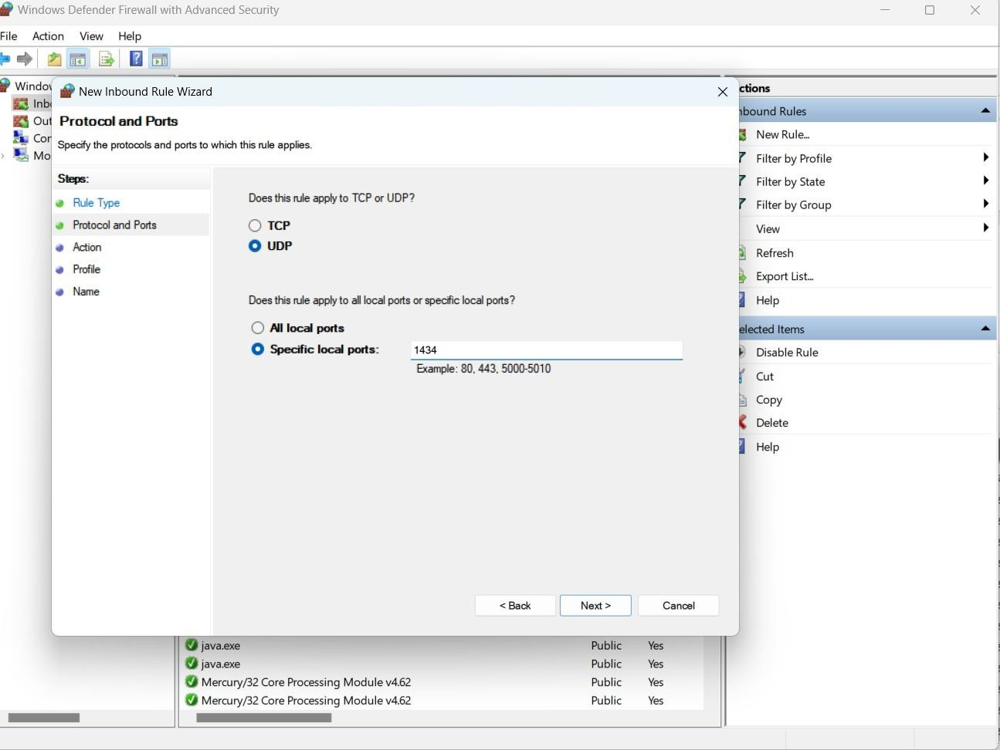 Windows Defender Firewall with Advanced Security
File Action View Help
New Inbound Rule Wizard
Protocol and Ports
Specify the protocols and ports to which this rule applies.
Steps:
Rule Type
Protocol and Ports
Action
Profile
Name
Does this rule apply to TCP or UDP?
TCP
UDP
Does this rule apply to all local ports or specific local ports?
All local ports
Specific local ports: 1434
Example: 80, 443, 5000-5010
< Back Next > Cancel
java.exe Public Yes
java.exe Public Yes
Mercury/32 Core Processing Module v4.62 Public Yes
Mercury/32 Core Processing Module v4.62 Public Yes
ctions
nbound Rules
New Rule...
Filter by Profile
Filter by State
Filter by Group
View
Refresh
Export List...
Help
elected Items
Disable Rule
Cut
Copy
Delete
Help